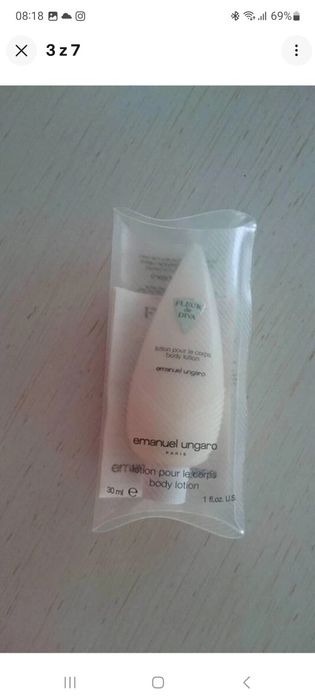 08:18
69%
3 z 7
FLEUR
de
DIVA
lotion pour le corps
body lotion
emanuel ungaro
emanuel ungaro
PARIS
lotion pour le corps
body lotion
30 ml e
1 fl.oz. U.S.